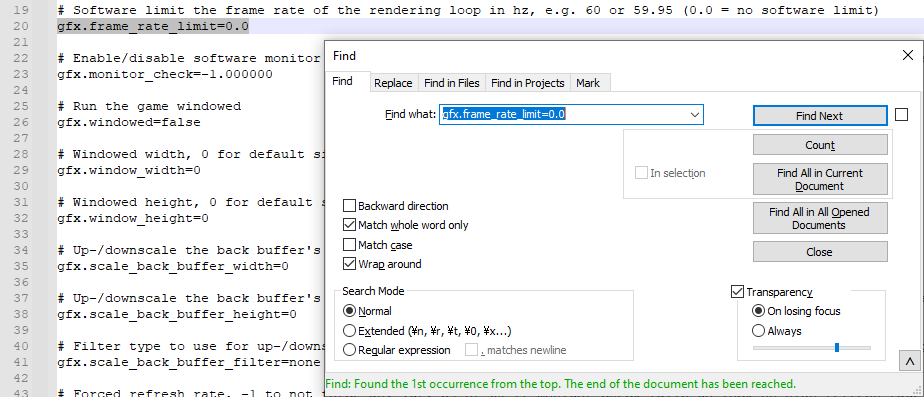 19 # Software limit the frame rate of the rendering loop in hz, e.g. 60 or 59.95 (0.0 = no software limit)
20 gfx.frame_rate_limit=0.0
21
22 # Enable/disable software monitor
23 gfx.monitor_check=-1.000000
24
25 # Run the game windowed
26 gfx.windowed=false
27
28 # Windowed width, 0 for default si
29 gfx.window_width=0
30
31 # Windowed height, 0 for default s
32 gfx.window_height=0
33
34 # Up-/downscale the back buffer's
35 gfx.scale_back_buffer_width=0
36
37 # Up-/downscale the back buffer's
38 gfx.scale_back_buffer_height=0
39
40 # Filter type to use for up-/downs
41 gfx.scale_back_buffer_filter=none
42
43 # Forced refresh rate, -1 to not
Find
Find Replace Find in Files Find in Projects Mark
Find what: gfx.frame_rate_limit=0.0
Find Next
Count
In selection
Find All in Current
Document
Find All in All Opened
Documents
Close
Backward direction
Match whole word only
Match case
Wrap around
Search Mode
Normal
Extended (¥n, ¥r, ¥t, ¥0, ¥x...)
Regular expression
. matches newline
Transparency
On losing focus
Always
Find: Found the 1st occurrence from the top. The end of the document has been reached.